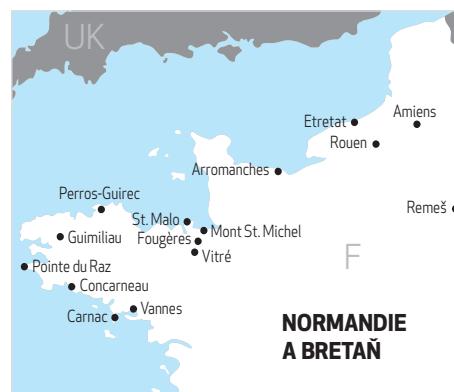 UK
Etretat
Amiens
Rouen
Arromanches
Remeš
Perros-Guirec
St. Malo
Mont St. Michel
Guimiliau
Fougères
Vitré
F
Pointe du Raz
Concarneau
Vannes
Carnac
NORMANDIE
A BRETAŇ